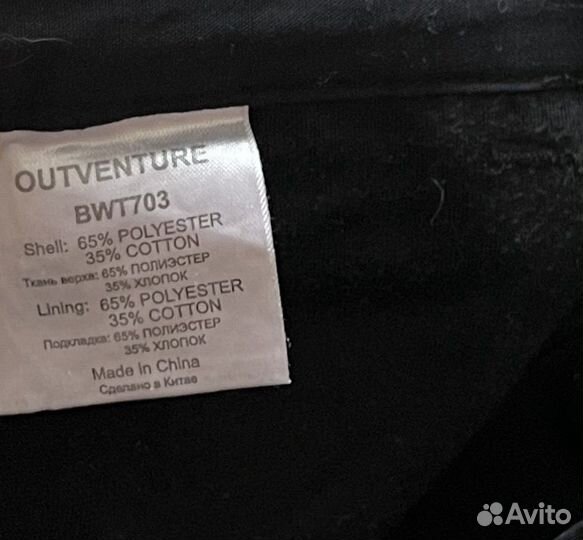 OUTVENTURE
BWT703
Shell: 65% POLYESTER
35% COTTON
Ткань верха: 65% ПОЛИЭСТЕР
35% ХЛОПОК
Lining: 65% POLYESTER
35% COTTON
Подкладка: 65% ПОЛИЭСТЕР
35% ХЛОПОК
Made in China
Сделано в Китае
Avito